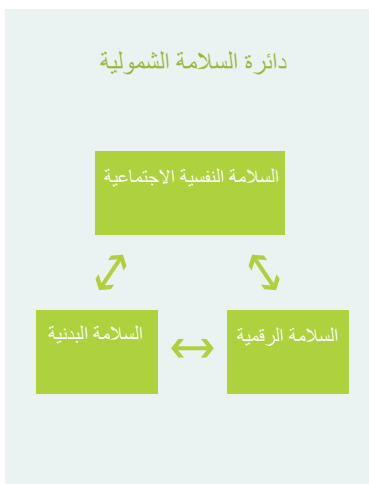 دائرة السلامة الشمولية
السلامة النفسية الاجتماعية
السلامة الرقمية
السلامة البدنية